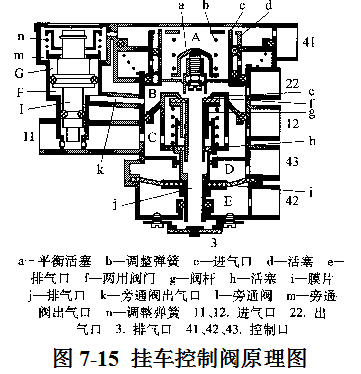 a b c d
n
m
G
F
I
11
A
B
C
D
E
41
22
e
f
g
12
h
43
i
42
k
j
3
a—平衡活塞 b—调整弹簧 c—进气口 d—活塞 e—
排气口 f—两用阀门 g—阀杆 h—活塞 i—膜片
j—排气口 k—旁通阀出气口 l—旁通阀 m—旁通
阀出气口 n—调整弹簧 11、12. 进气口 22. 出
气口 3. 排气口 41、42、43. 控制口
图 7-15 挂车控制阀原理图